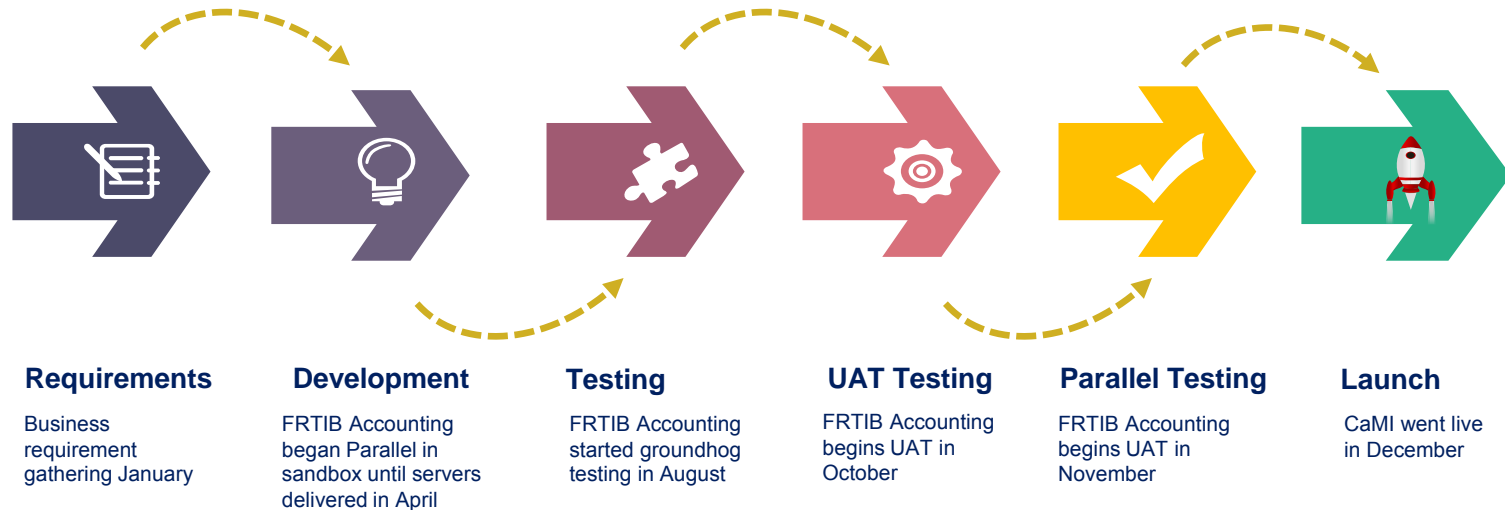 Requirements
Business
requirement
gathering January
Development
FRTIB Accounting
began Parallel in
sandbox until servers
delivered in April
Testing
FRTIB Accounting
started groundhog
testing in August
UAT Testing
FRTIB Accounting
begins UAT in
October
Parallel Testing
FRTIB Accounting
begins UAT in
November
Launch
CaMI went live
in December